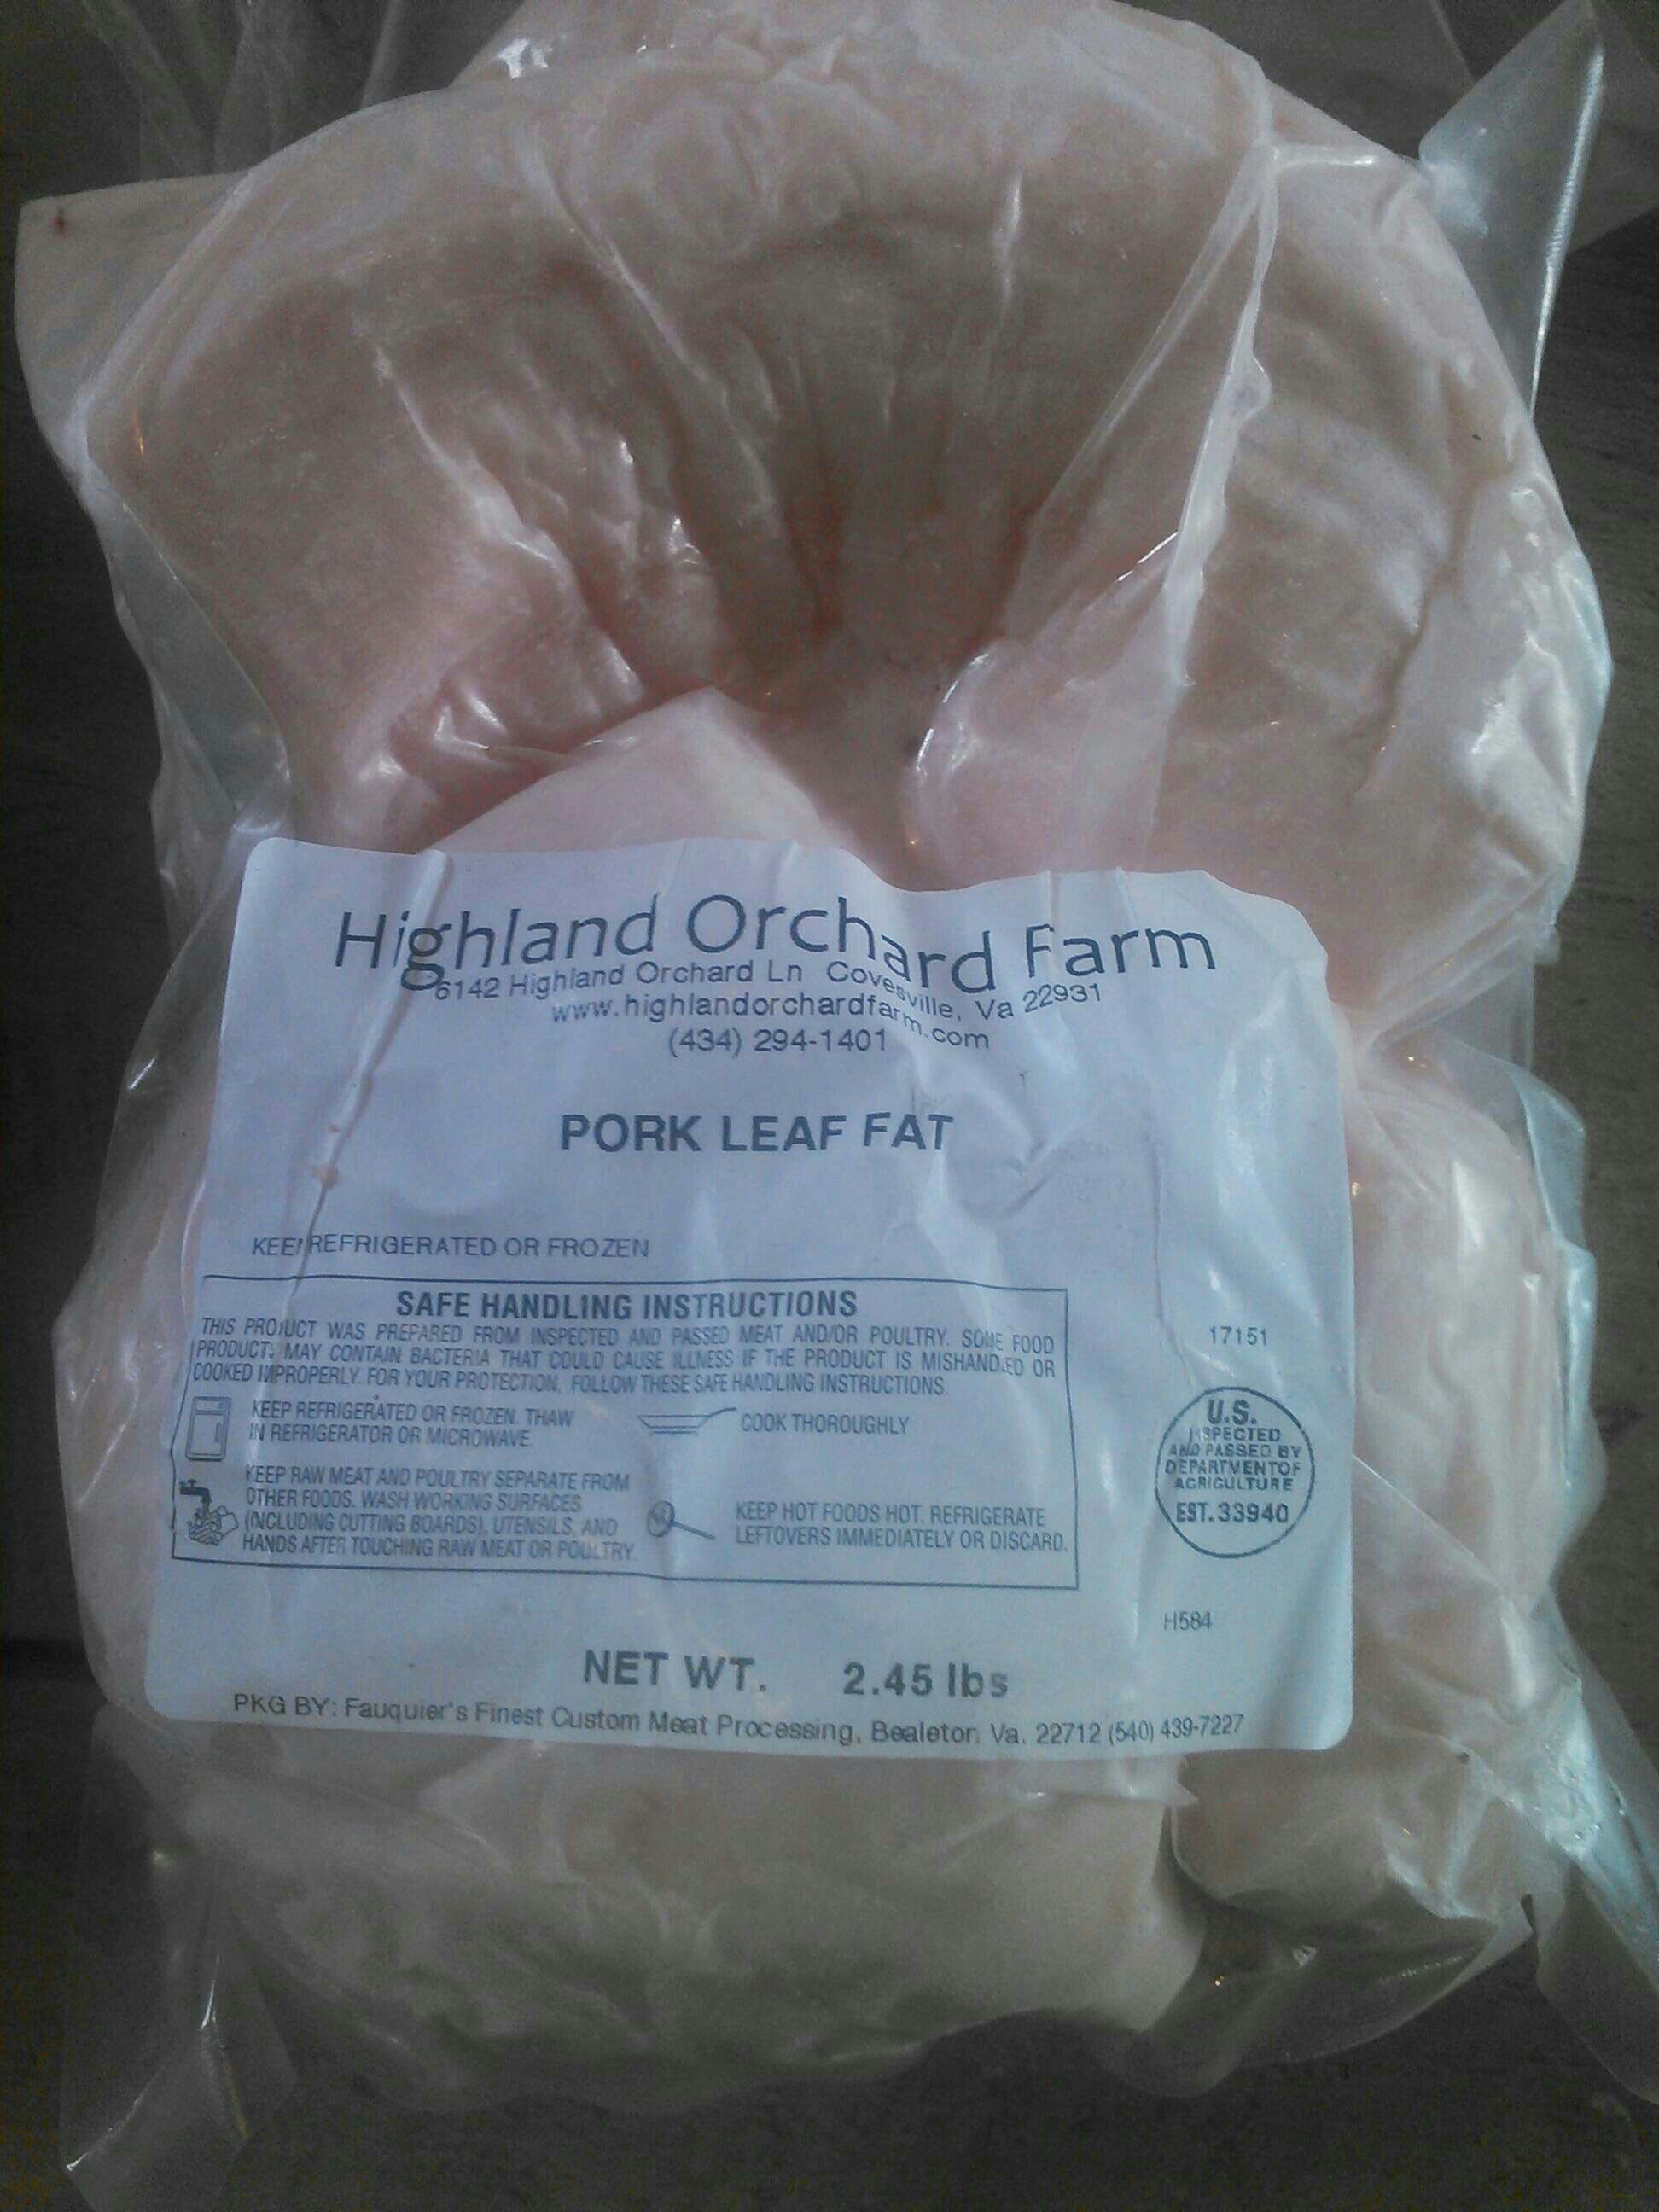 Highland Orchard Farm
6142 Highland Orchard Ln Covesville, Va 22931
www.highlandorchardfarm.com
(434) 294-1401
PORK LEAF FAT
KEEP REFRIGERATED OR FROZEN
SAFE HANDLING INSTRUCTIONS
THIS PRODUCT WAS PREPARED FROM INSPECTED AND PASSED MEAT AND/OR POULTRY. SOME FOOD
PRODUCTS MAY CONTAIN BACTERIA THAT COULD CAUSE ILLNESS IF THE PRODUCT IS MISHANDLED OR
COOKED IMPROPERLY. FOR YOUR PROTECTION, FOLLOW THESE SAFE HANDLING INSTRUCTIONS.
KEEP REFRIGERATED OR FROZEN. THAW
IN REFRIGERATOR OR MICROWAVE.
COOK THOROUGHLY
KEEP RAW MEAT AND POULTRY SEPARATE FROM
OTHER FOODS. WASH WORKING SURFACES
(INCLUDING CUTTING BOARDS), UTENSILS, AND
HANDS AFTER TOUCHING RAW MEAT OR POULTRY.
KEEP HOT FOODS HOT. REFRIGERATE
LEFTOVERS IMMEDIATELY OR DISCARD.
17151
U.S.
INSPECTED
AND PASSED BY
DEPARTMENT OF
AGRICULTURE
EST. 33940
H584
NET WT. 2.45 lbs
PKG BY: Fauquier's Finest Custom Meat Processing, Bealeton, Va. 22712 (540) 439-7227